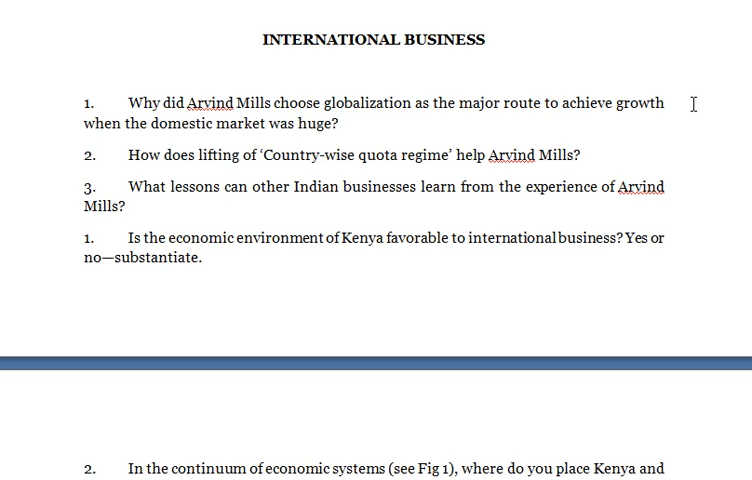 INTERNATIONAL BUSINESS
1. Why did Arvind Mills choose globalization as the major route to achieve growth
when the domestic market was huge?
2. How does lifting of ‘Country-wise quota regime’ help Arvind Mills?
3. What lessons can other Indian businesses learn from the experience of Arvind
Mills?
1. Is the economic environment of Kenya favorable to international business? Yes or
no—substantiate.
2. In the continuum of economic systems (see Fig 1), where do you place Kenya and